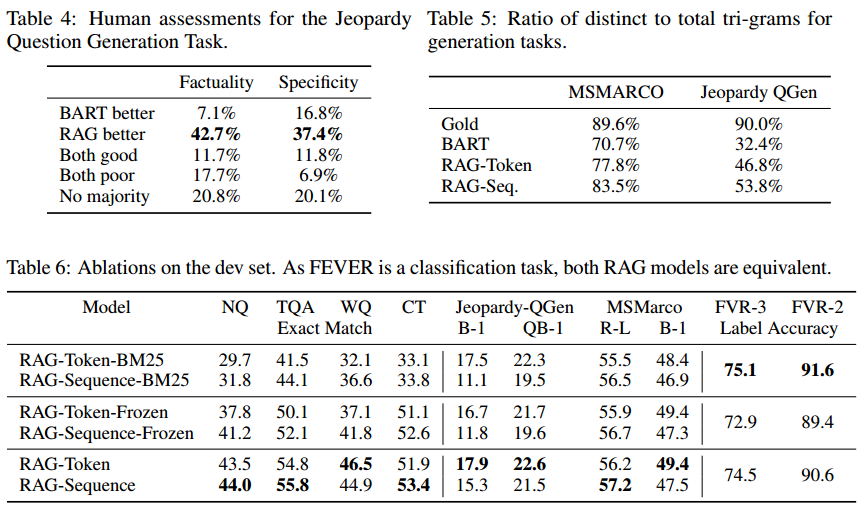 Table 4: Human assessments for the Jeopardy
Question Generation Task.
Factuality Specificity
BART better 7.1% 16.8%
RAG better 42.7% 37.4%
Both good 11.7% 11.8%
Both poor 17.7% 6.9%
No majority 20.8% 20.1%
Table 5: Ratio of distinct to total tri-grams for
generation tasks.
MSMARCO Jeopardy QGen
Gold 89.6% 90.0%
BART 70.7% 32.4%
RAG-Token 77.8% 46.8%
RAG-Seq. 83.5% 53.8%
Table 6: Ablations on the dev set. As FEVER is a classification task, both RAG models are equivalent.
Model NQ TQA WQ CT Jeopardy-QGen MSMarco FVR-3 FVR-2
Exact Match B-1 QB-1 R-L B-1 Label Accuracy
RAG-Token-BM25 29.7 41.5 32.1 33.1 17.5 22.3 55.5 48.4
75.1 91.6
RAG-Sequence-BM25 31.8 44.1 36.6 33.8 11.1 19.5 56.5 46.9
RAG-Token-Frozen 37.8 50.1 37.1 51.1 16.7 21.7 55.9 49.4
72.9 89.4
RAG-Sequence-Frozen 41.2 52.1 41.8 52.6 11.8 19.6 56.7 47.3
RAG-Token 43.5 54.8 46.5 51.9 17.9 22.6 56.2 49.4
74.5 90.6
RAG-Sequence 44.0 55.8 44.9 53.4 15.3 21.5 57.2 47.5